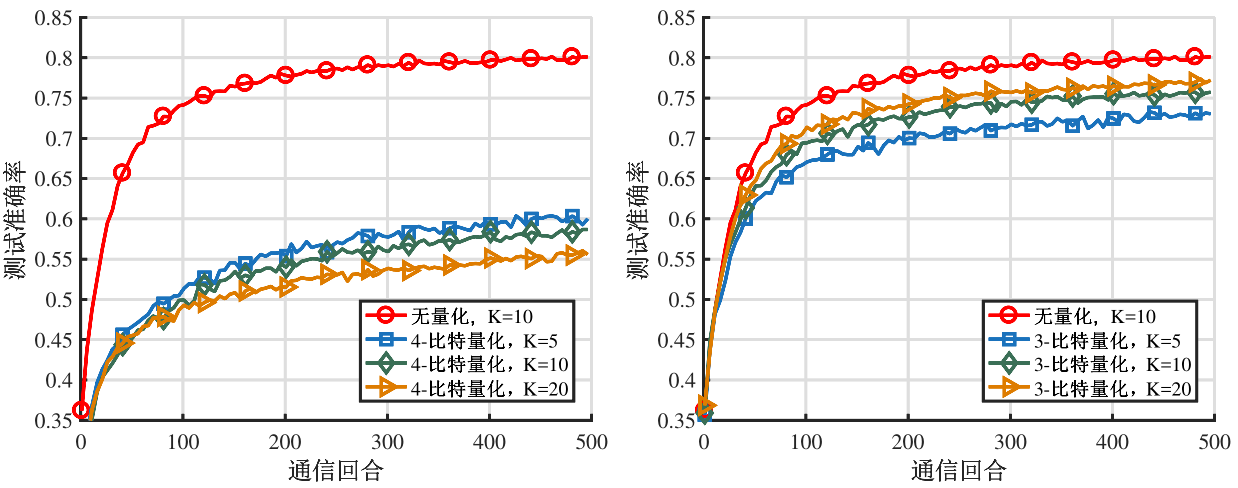 0.85
0.8
0.75
0.7
0.65
0.6
0.55
0.5
0.45
0.4
0.35
测试准确率
0 100 200 300 400 500
通信回合
无量化，K=10
4-比特量化，K=5
4-比特量化，K=10
4-比特量化，K=20
0.85
0.8
0.75
0.7
0.65
0.6
0.55
0.5
0.45
0.4
0.35
测试准确率
0 100 200 300 400 500
通信回合
无量化，K=10
3-比特量化，K=5
3-比特量化，K=10
3-比特量化，K=20